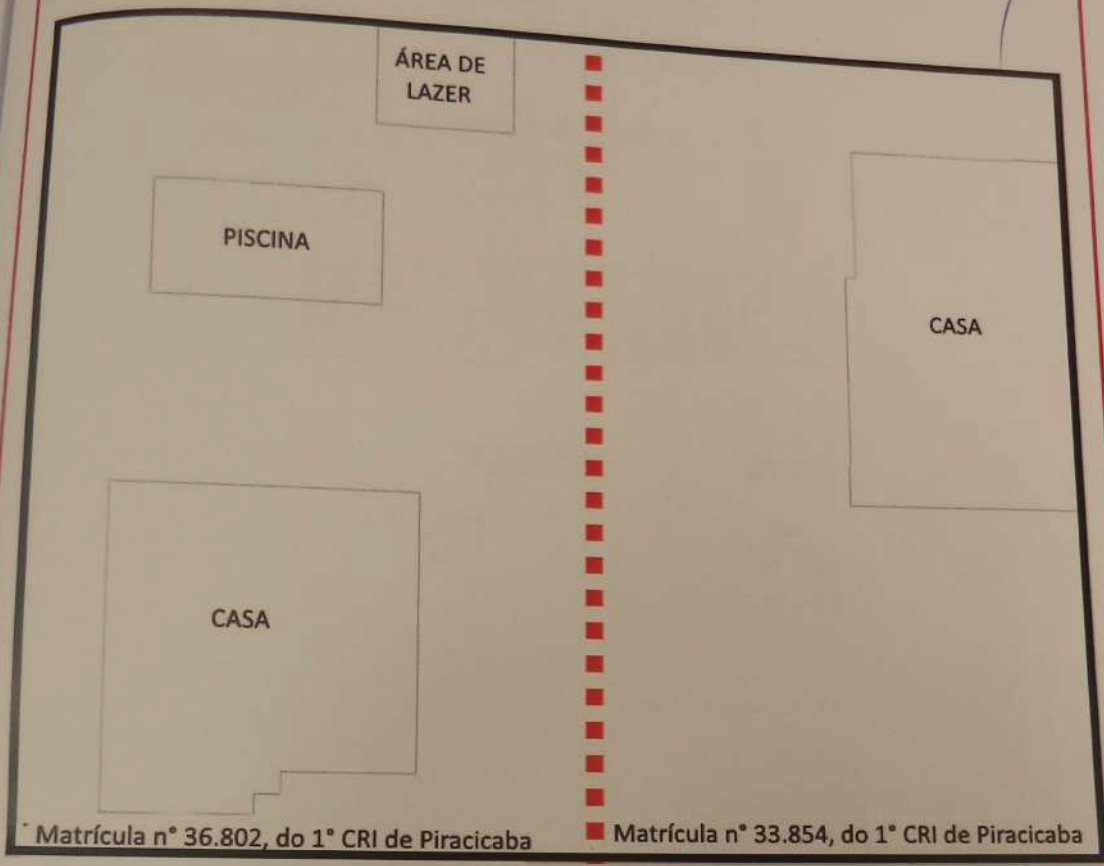 ÁREA DE
LAZER
PISCINA
CASA
CASA
Matrícula n° 36.802, do 1° CRI de Piracicaba
Matrícula n° 33.854, do 1° CRI de Piracicaba